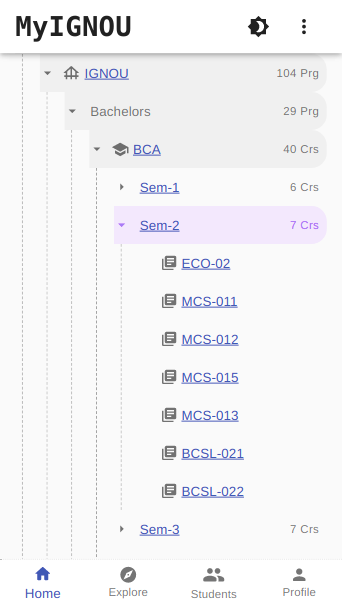 MyIGNOU
IGNOU 104 Prg
Bachelors 29 Prg
BCA 40 Crs
Sem-1 6 Crs
Sem-2 7 Crs
ECO-02
MCS-011
MCS-012
MCS-015
MCS-013
BCSL-021
BCSL-022
Sem-3 7 Crs
Home Explore Students Profile